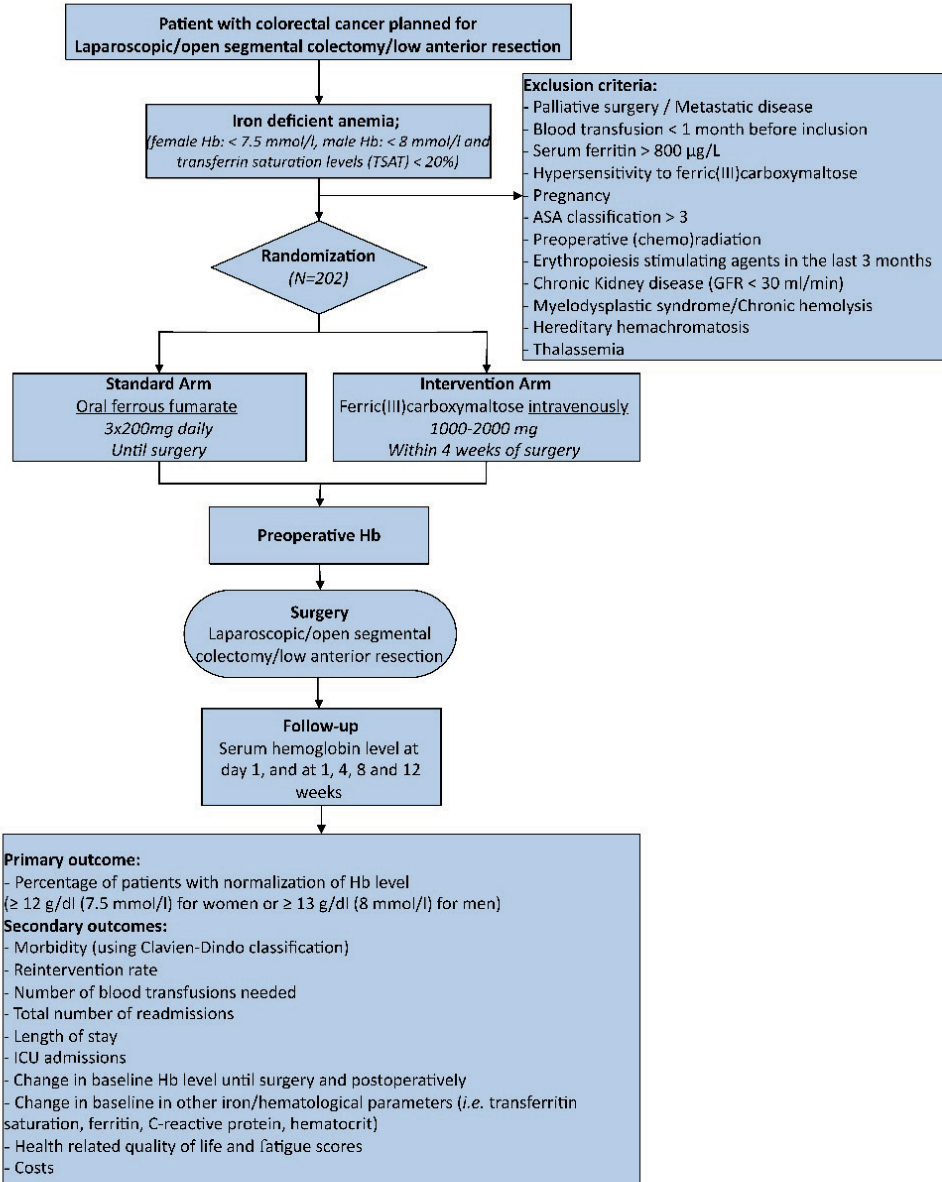 Patient with colorectal cancer planned for
Laparoscopic/open segmental colectomy/low anterior resection
Iron deficient anemia;
(female Hb: < 7.5 mmol/l, male Hb: < 8 mmol/l and
transferrin saturation levels (TSAT) < 20%)
Exclusion criteria:
- Palliative surgery / Metastatic disease
- Blood transfusion < 1 month before inclusion
- Serum ferritin > 800 µg/L
- Hypersensitivity to ferric(III)carboxymaltose
- Pregnancy
- ASA classification > 3
- Preoperative (chemo)radiation
- Erythropoiesis stimulating agents in the last 3 months
- Chronic Kidney disease (GFR < 30 ml/min)
- Myelodysplastic syndrome/Chronic hemolysis
- Hereditary hemachromatosis
- Thalassemia
Randomization
(N=202)
Standard Arm
Oral ferrous fumarate
3x200mg daily
Until surgery
Intervention Arm
Ferric(III)carboxymaltose intravenously
1000-2000 mg
Within 4 weeks of surgery
Preoperative Hb
Surgery
Laparoscopic/open segmental
colectomy/low anterior resection
Follow-up
Serum hemoglobin level at
day 1, and at 1, 4, 8 and 12
weeks
Primary outcome:
- Percentage of patients with normalization of Hb level
(≥ 12 g/dl (7.5 mmol/l) for women or ≥ 13 g/dl (8 mmol/l) for men)
Secondary outcomes:
- Morbidity (using Clavien-Dindo classification)
- Reintervention rate
- Number of blood transfusions needed
- Total number of readmissions
- Length of stay
- ICU admissions
- Change in baseline Hb level until surgery and postoperatively
- Change in baseline in other iron/hematological parameters (i.e. transferritin
saturation, ferritin, C-reactive protein, hematocrit)
- Health related quality of life and fatigue scores
- Costs